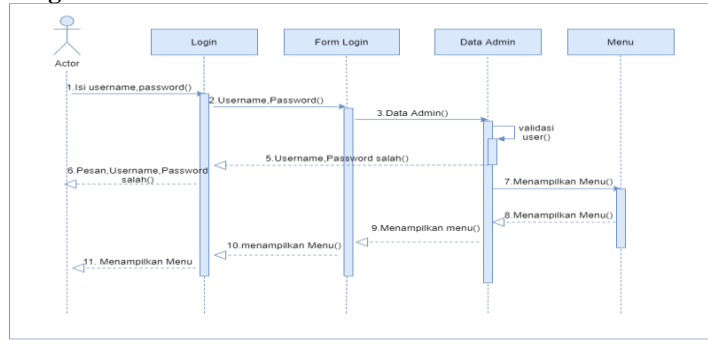 Login
Form Login
Data Admin
Menu
Actor
1.Isi username,password()
2.Username,Password()
3.Data Admin()
validasi
user()
5.Username,Password salah()
6.Pesan,Username,Password
salah()
7.Menampilkan Menu()
8.Menampilkan Menu()
9.Menampilkan menu()
10.menampilkan Menu()
11. Menampilkan Menu